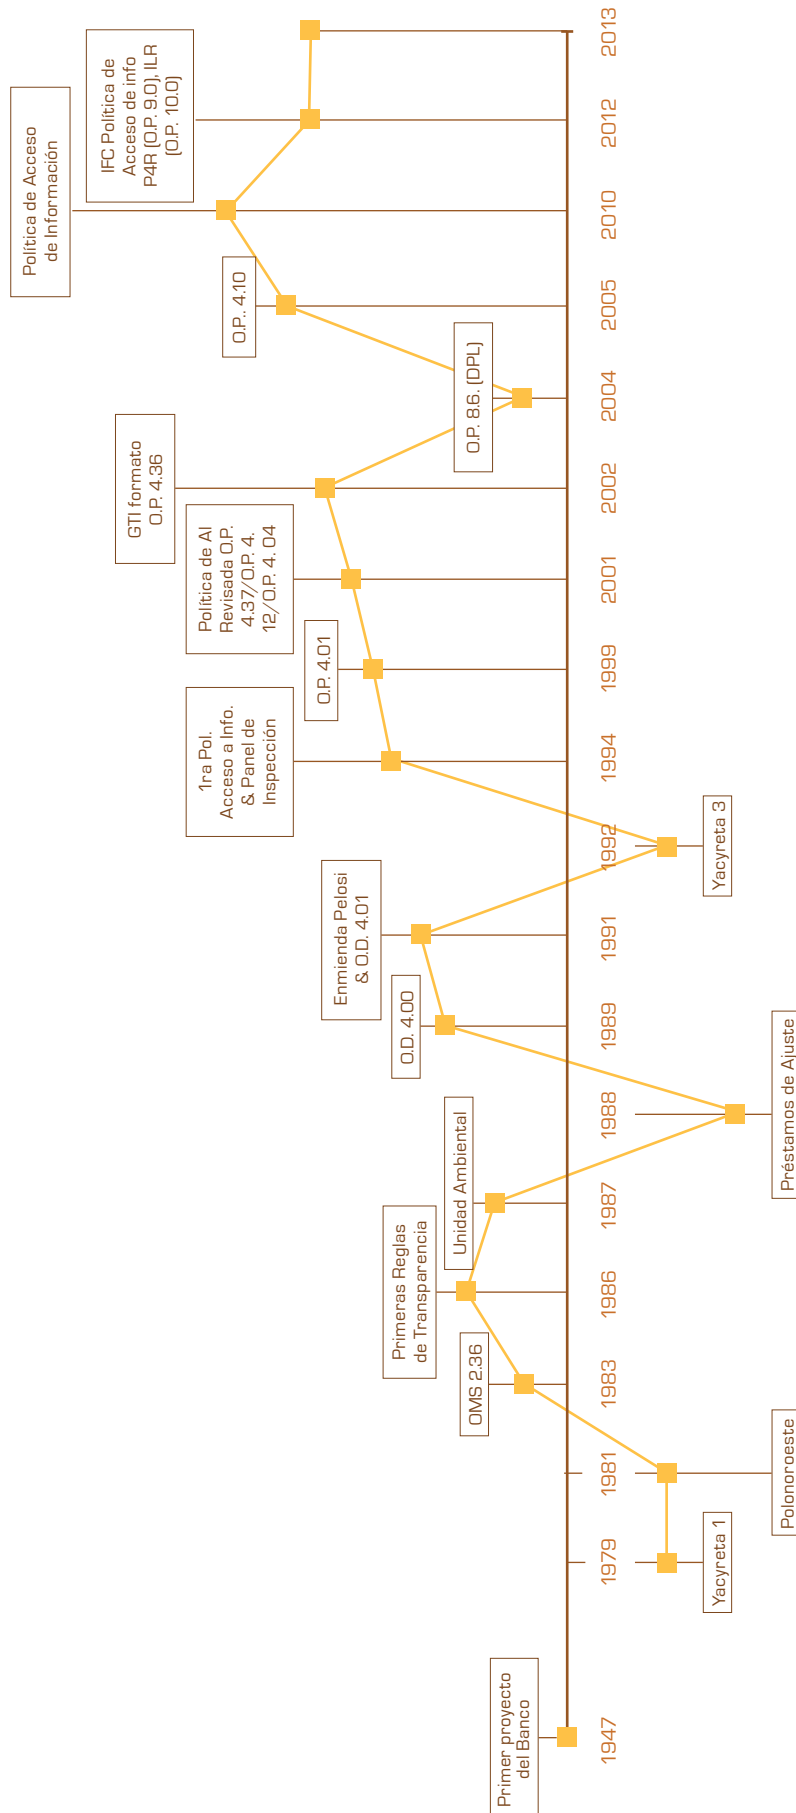 Primer proyecto
del Banco
1947
Yacyreta 1
1979
Polonoroeste
1981
OMS 2.36
1983
Primeras Reglas
de Transparencia
1986
Unidad Ambiental
1987
Préstamos de Ajuste
1988
O.D. 4.00
1989
Enmienda Pelosi
& O.D. 4.01
1991
Yacyreta 3
1992
1ra Pol.
Acceso a Info.
& Panel de
Inspección
1994
O.P. 4.01
1999
Política de AI
Revisada O.P.
4.37/O.P. 4.
12/O.P. 4. 04
2001
GTI formato
O.P. 4.36
2002
O.P. 8.6. (DPL)
2004
O.P.. 4.10
2005
Política de Acceso
de Información
2010
IFC Política de
Acceso de info
P4R (O.P. 9.0), ILR
(O.P. 10.0)
2012
2013